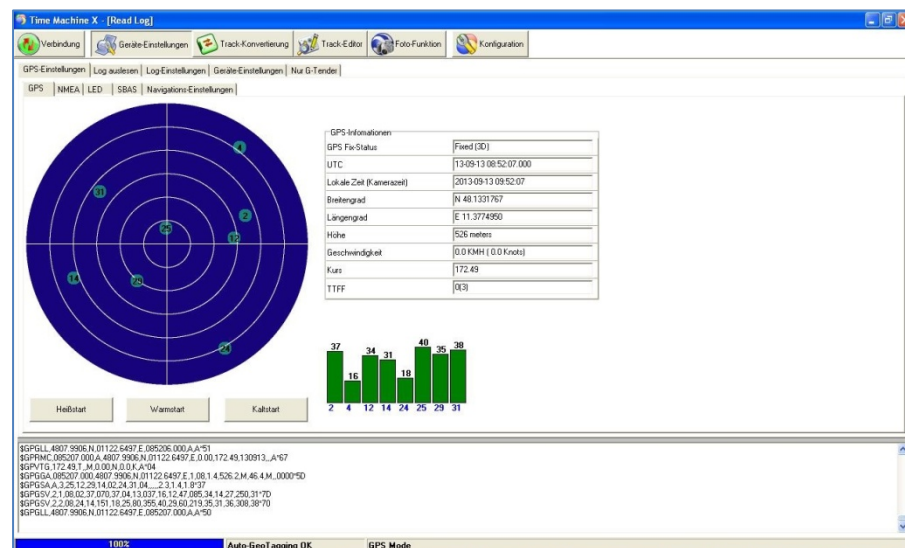 Time Machine X - [Read Log]
Verbindung Geräte-Einstellungen Track-Konvertierung Track-Editor Foto-Funktion Konfiguration
GPS-Einstellungen Log auslesen Log-Einstellungen Geräte-Einstellungen Nur G-Tender
GPS NMEA LED SBAS Navigations-Einstellungen
4
31
2
25
12
14
29
24
GPS-Infomationen
GPS Fix-Status Fixed (3D)
UTC 13-09-13 08:52:07.000
Lokale Zeit (Kamerazeit) 2013-09-13 09:52:07
Breitengrad N 48.1331767
Längengrad E 11.3774950
Höhe 526 meters
Geschwindigkeit 0.0 KMH ( 0.0 Knots)
Kurs 172.49
TTFF 0(3)
37 16 34 31 18 40 35 38
2 4 12 14 24 25 29 31
Heißstart Warmstart Kaltstart
$GPGLL,4807.9906,N,01122.6497,E,085206.000,A,A*51
$GPRMC,085207.000,A,4807.9906,N,01122.6497,E,0.00,172.49,130913,,,A*67
$GPVTG,172.49,T,,M,0.00,N,0.0,K,A*04
$GPGGA,085207.000,4807.9906,N,01122.6497,E,1,08,1.4,526.2,M,46.4,M,,0000*5D
$GPGSA,A,3,25,12,29,14,02,24,31,04,,,,,2.3,1.4,1.8*37
$GPGSV,2,1,08,02,37,070,37,04,13,037,16,12,47,085,34,14,27,250,31*7D
$GPGSV,2,2,08,24,14,151,18,25,80,355,40,29,60,219,35,31,36,308,38*70
$GPGLL,4807.9906,N,01122.6497,E,085207.000,A,A*50
100% Auto-GeoTagging OK GPS Mode